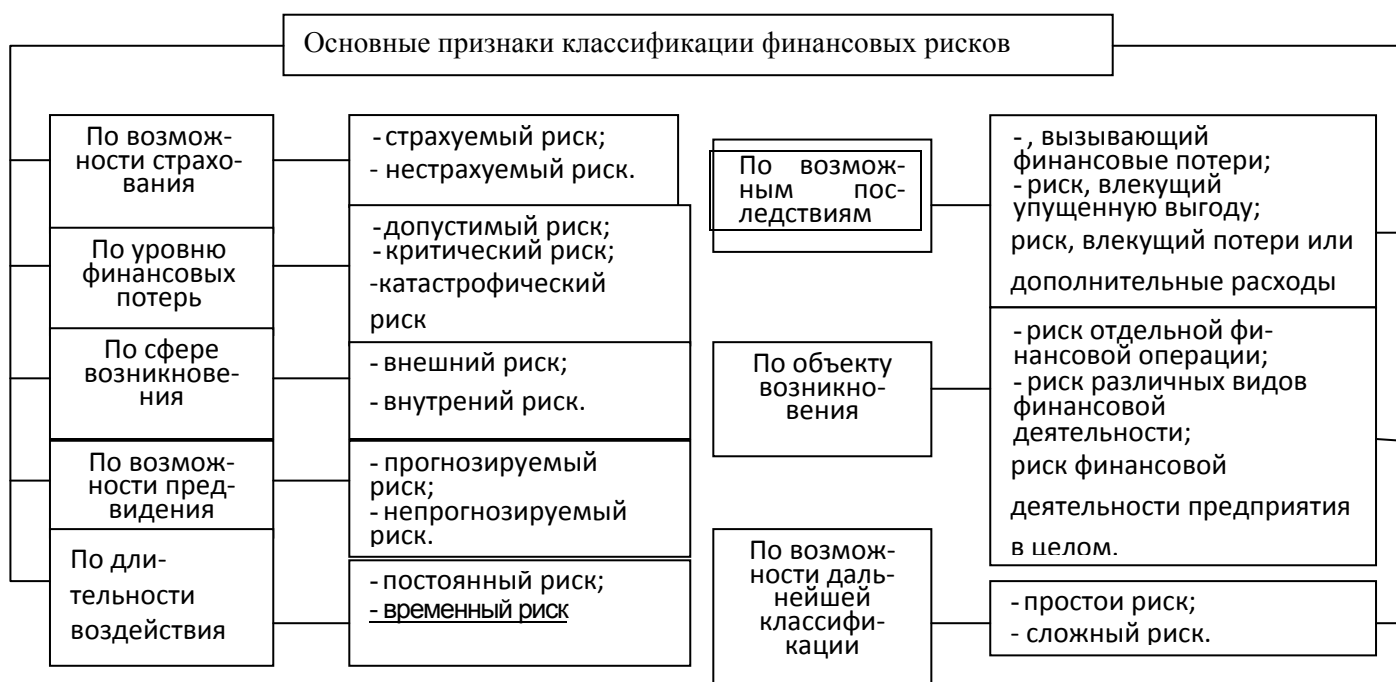 Основные признаки классификации финансовых рисков
По возмож-
ности страхо-
вания
- страхуемый риск;
- нестрахуемый риск.
По уровню
финансовых
потерь
- допустимый риск;
- критический риск;
-катастрофический
риск
По сфере
возникнове-
ния
- внешний риск;
- внутрений риск.
По возмож-
ности пред-
видения
- прогнозируемый
риск;
- непрогнозируемый
риск.
По дли-
тельности
воздействия
- постоянный риск;
- временный риск
По возмож-
ным пос-
ледствиям
- , вызывающий
финансовые потери;
- риск, влекущий
упущенную выгоду;
риск, влекущий потери или
дополнительные расходы
По объекту
возникно-
вения
- риск отдельной фи-
нансовой операции;
- риск различных видов
финансовой
деятельности;
риск финансовой
деятельности предприятия
в целом.
По возмож-
ности даль-
нейшей
классифи-
кации
- простои риск;
- сложный риск.